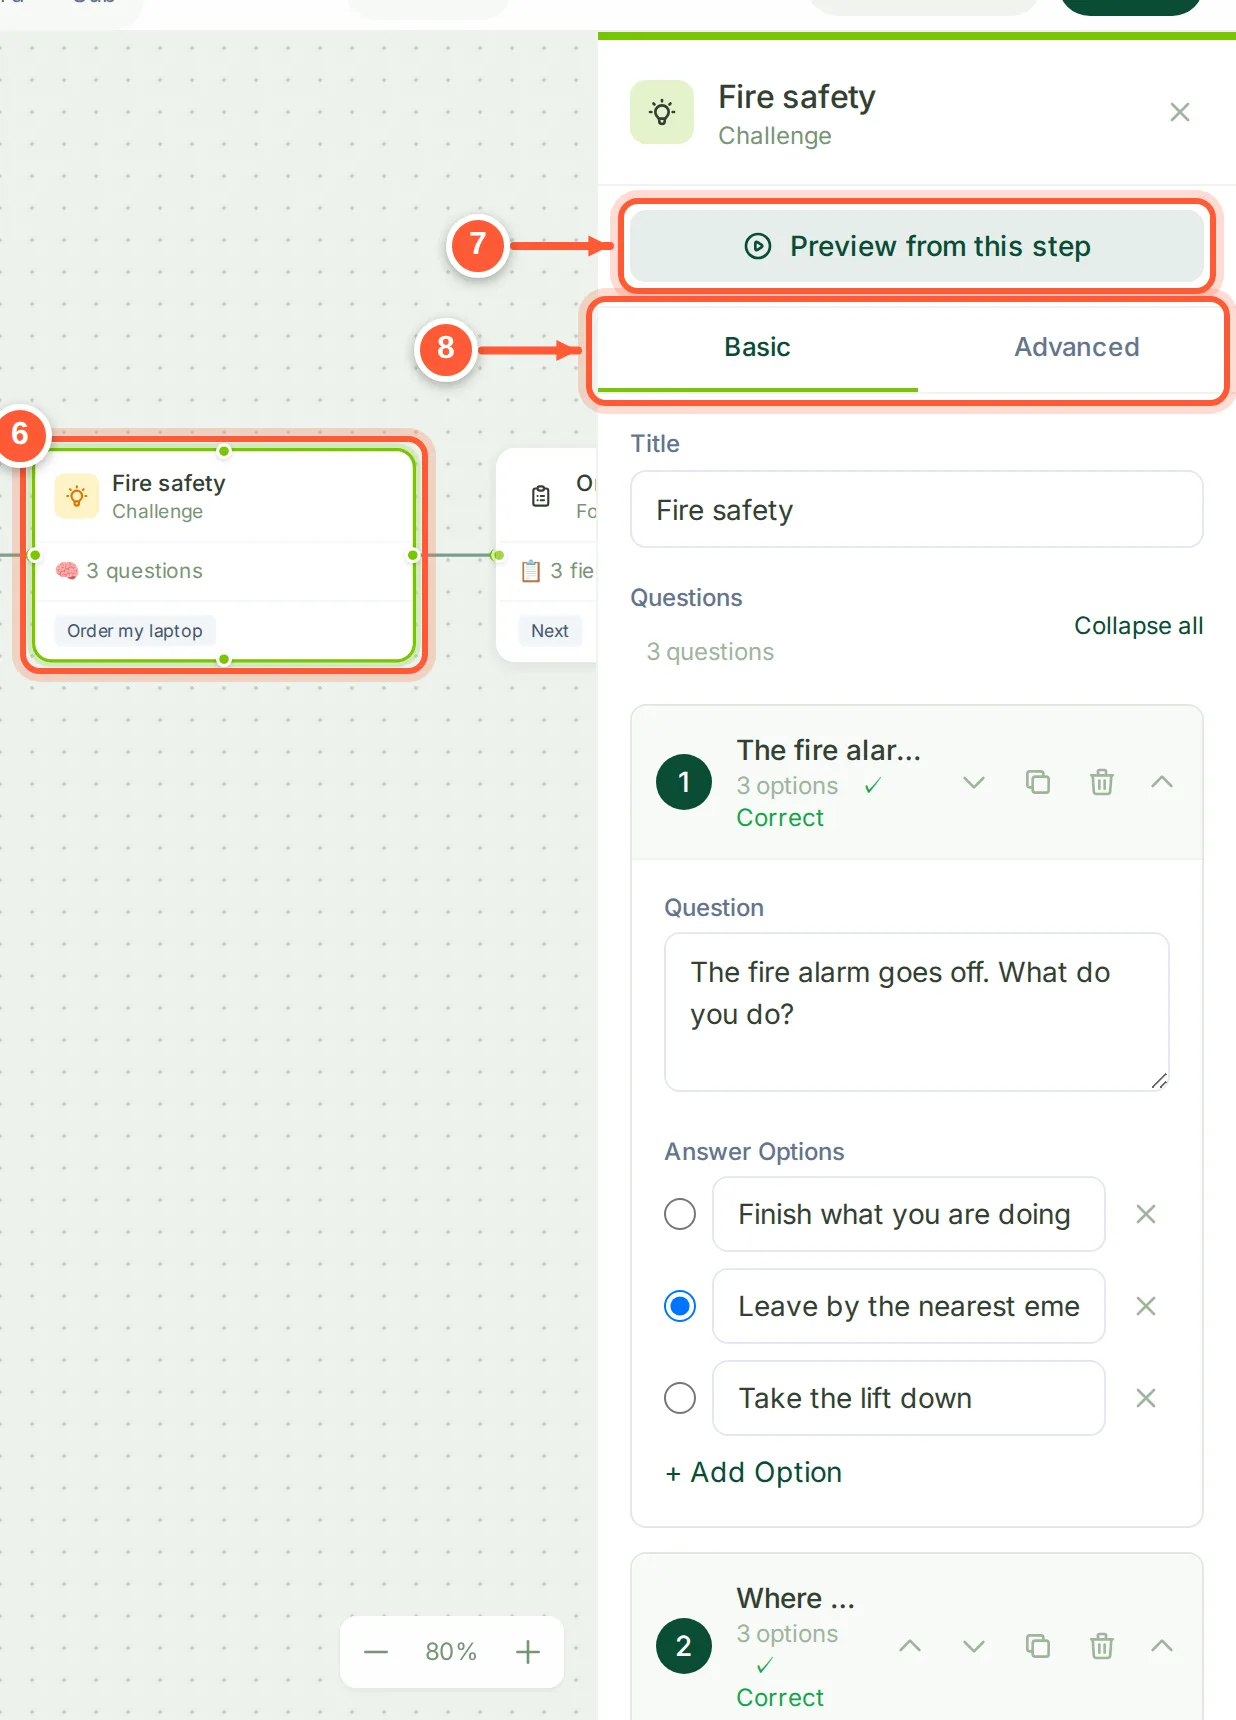 Fire safety
Challenge
7
Preview from this step
8
Basic
Advanced
6
Fire safety
Challenge
3 questions
Order my laptop
3 fie
Next
Title
Fire safety
Questions
3 questions
Collapse all
1
The fire alar...
3 options ✓
Correct
Question
The fire alarm goes off. What do
you do?
Answer Options
Finish what you are doing
Leave by the nearest eme
Take the lift down
+ Add Option
2
Where ...
3 options
✓
Correct
80%